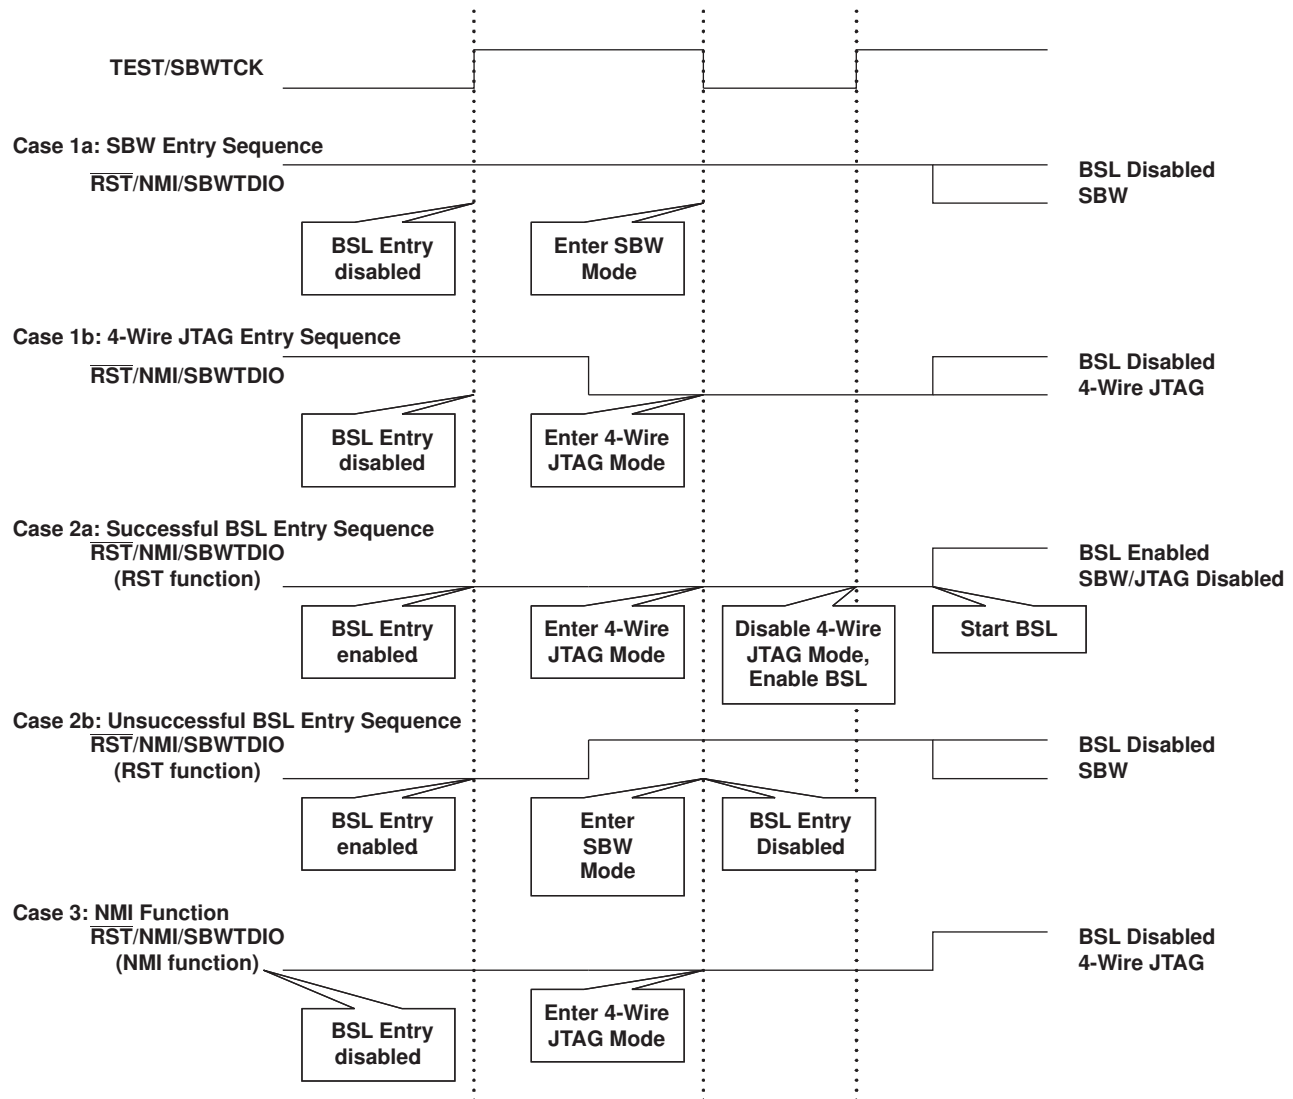 TEST/SBWTCK
Case 1a: SBW Entry Sequence
RST/NMI/SBWTDIO
BSL Disabled
SBW
BSL Entry
disabled
Enter SBW
Mode
Case 1b: 4-Wire JTAG Entry Sequence
RST/NMI/SBWTDIO
BSL Disabled
4-Wire JTAG
BSL Entry
disabled
Enter 4-Wire
JTAG Mode
Case 2a: Successful BSL Entry Sequence
RST/NMI/SBWTDIO
(RST function)
BSL Enabled
SBW/JTAG Disabled
BSL Entry
enabled
Enter 4-Wire
JTAG Mode
Disable 4-Wire
JTAG Mode,
Enable BSL
Start BSL
Case 2b: Unsuccessful BSL Entry Sequence
RST/NMI/SBWTDIO
(RST function)
BSL Disabled
SBW
BSL Entry
enabled
Enter
SBW
Mode
BSL Entry
Disabled
Case 3: NMI Function
RST/NMI/SBWTDIO
(NMI function)
BSL Disabled
4-Wire JTAG
BSL Entry
disabled
Enter 4-Wire
JTAG Mode